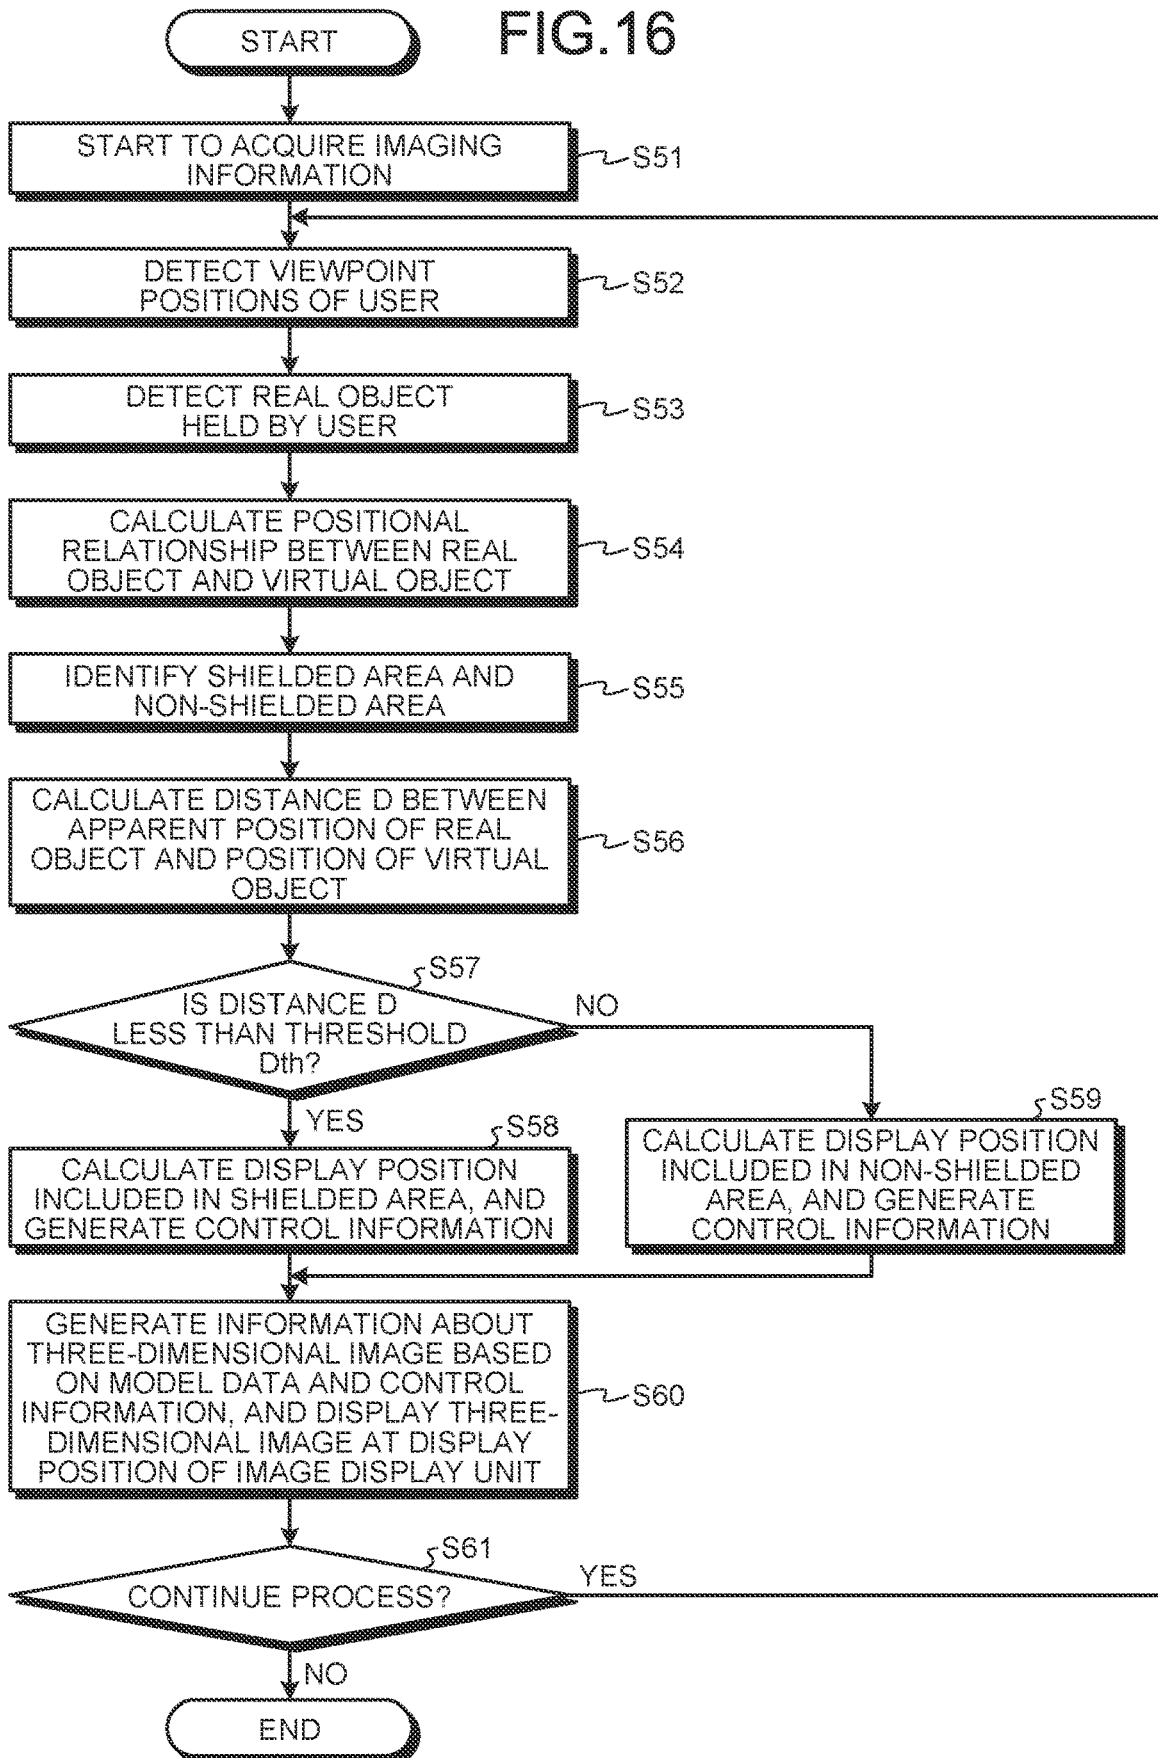 FIG.16
START
START TO ACQUIRE IMAGING
INFORMATION
S51
DETECT VIEWPOINT
POSITIONS OF USER
S52
DETECT REAL OBJECT
HELD BY USER
S53
CALCULATE POSITIONAL
RELATIONSHIP BETWEEN REAL
OBJECT AND VIRTUAL OBJECT
S54
IDENTIFY SHIELDED AREA AND
NON-SHIELDED AREA
S55
CALCULATE DISTANCE D BETWEEN
APPARENT POSITION OF REAL
OBJECT AND POSITION OF VIRTUAL
OBJECT
S56
S57
IS DISTANCE D
LESS THAN THRESHOLD
Dth?
NO
YES
S58
CALCULATE DISPLAY POSITION
INCLUDED IN SHIELDED AREA, AND
GENERATE CONTROL INFORMATION
S59
CALCULATE DISPLAY POSITION
INCLUDED IN NON-SHIELDED
AREA, AND GENERATE
CONTROL INFORMATION
GENERATE INFORMATION ABOUT
THREE-DIMENSIONAL IMAGE BASED
ON MODEL DATA AND CONTROL
INFORMATION, AND DISPLAY THREE-
DIMENSIONAL IMAGE AT DISPLAY
POSITION OF IMAGE DISPLAY UNIT
S60
S61
CONTINUE PROCESS?
YES
NO
END